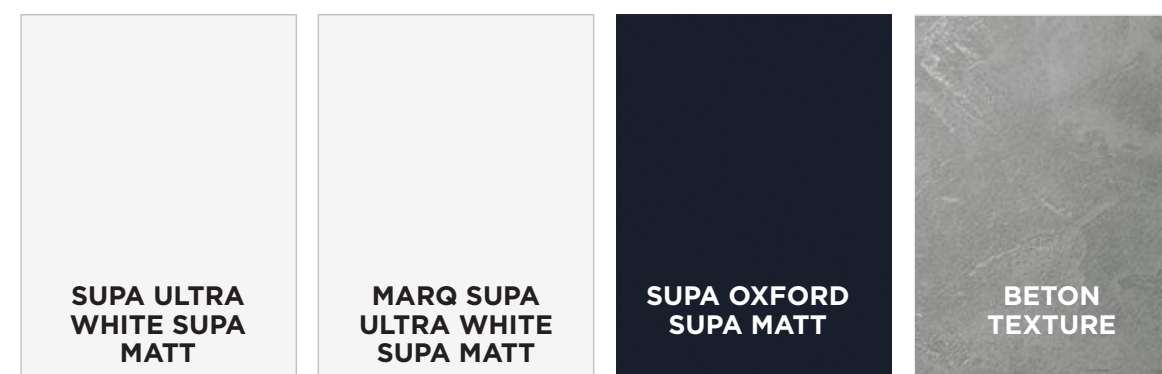 SUPA ULTRA
WHITE SUPA
MATT
MARQ SUPA
ULTRA WHITE
SUPA MATT
SUPA OXFORD
SUPA MATT
BETON
TEXTURE